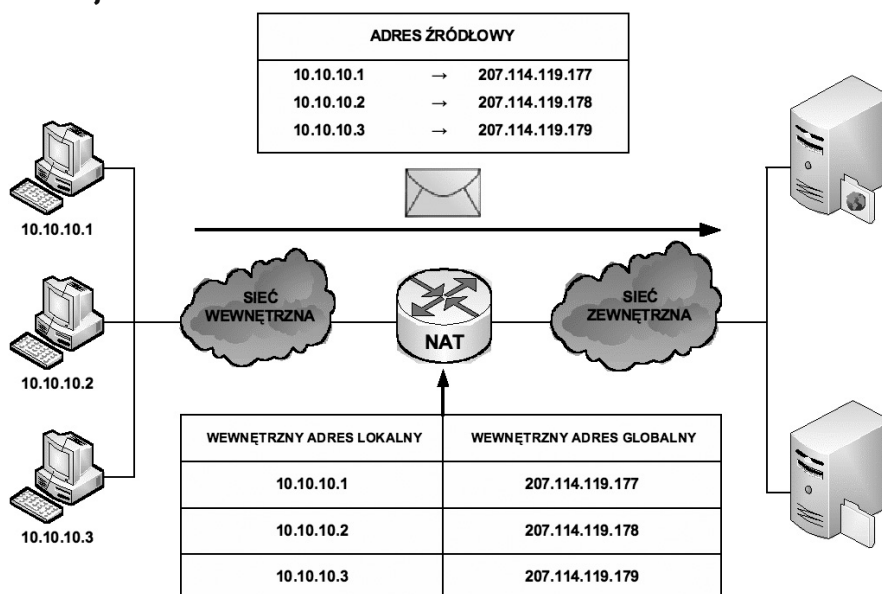 ADRES ŹRÓDŁOWY
10.10.10.1 → 207.114.119.177
10.10.10.2 → 207.114.119.178
10.10.10.3 → 207.114.119.179
10.10.10.1
10.10.10.2
10.10.10.3
SIEĆ
WEWNĘTRZNA
NAT
SIEĆ
ZEWNĘTRZNA
WEWNĘTRZNY ADRES LOKALNY WEWNĘTRZNY ADRES GLOBALNY
10.10.10.1 207.114.119.177
10.10.10.2 207.114.119.178
10.10.10.3 207.114.119.179